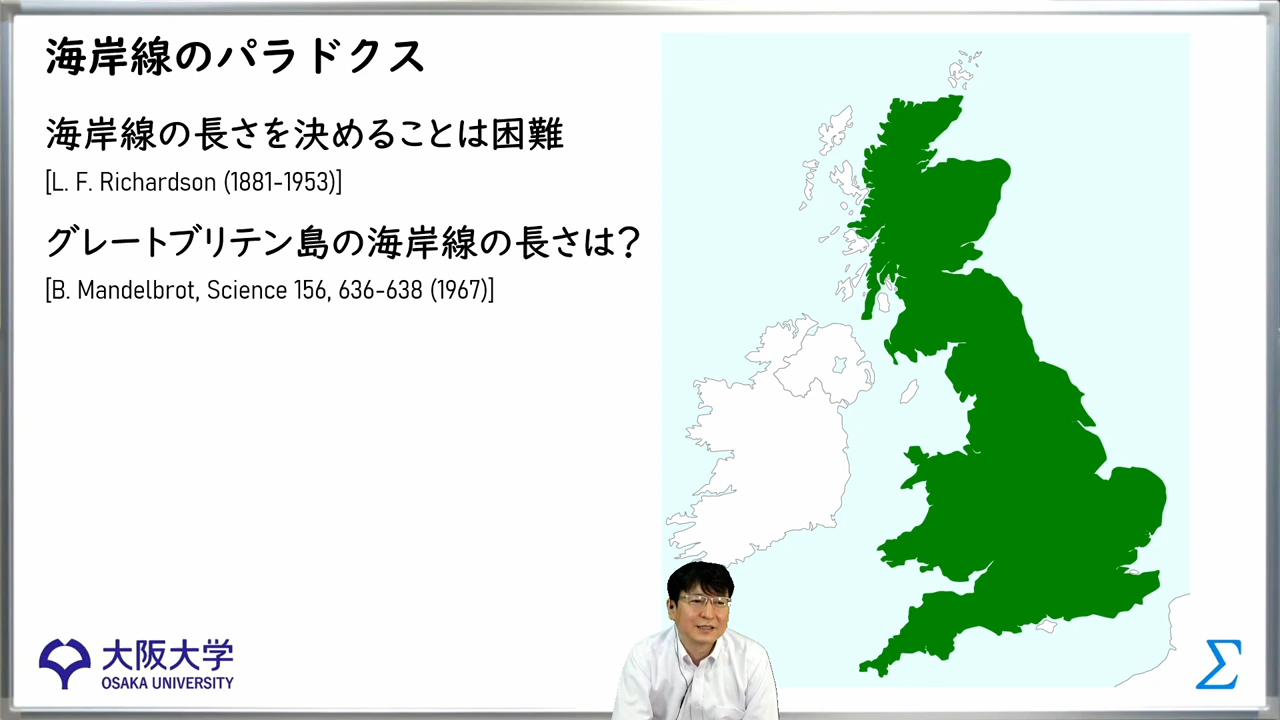 海岸線のパラドクス
海岸線の長さを決めることは困難
[L. F. Richardson (1881-1953)]
グレートブリテン島の海岸線の長さは?
[B. Mandelbrot, Science 156, 636-638 (1967)]
大阪大学
OSAKA UNIVERSITY
Σ